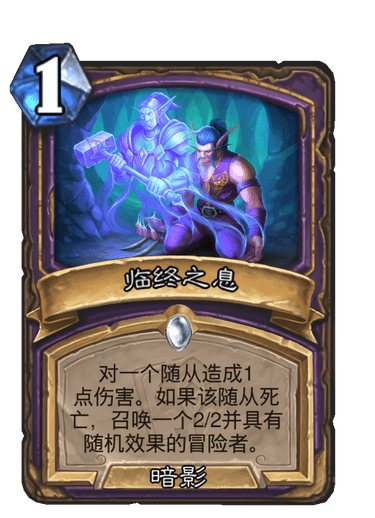 1
临终之息
对一个随从造成1
点伤害。如果该随从死
亡，召唤一个2/2并具有
随机效果的冒险者。
暗影